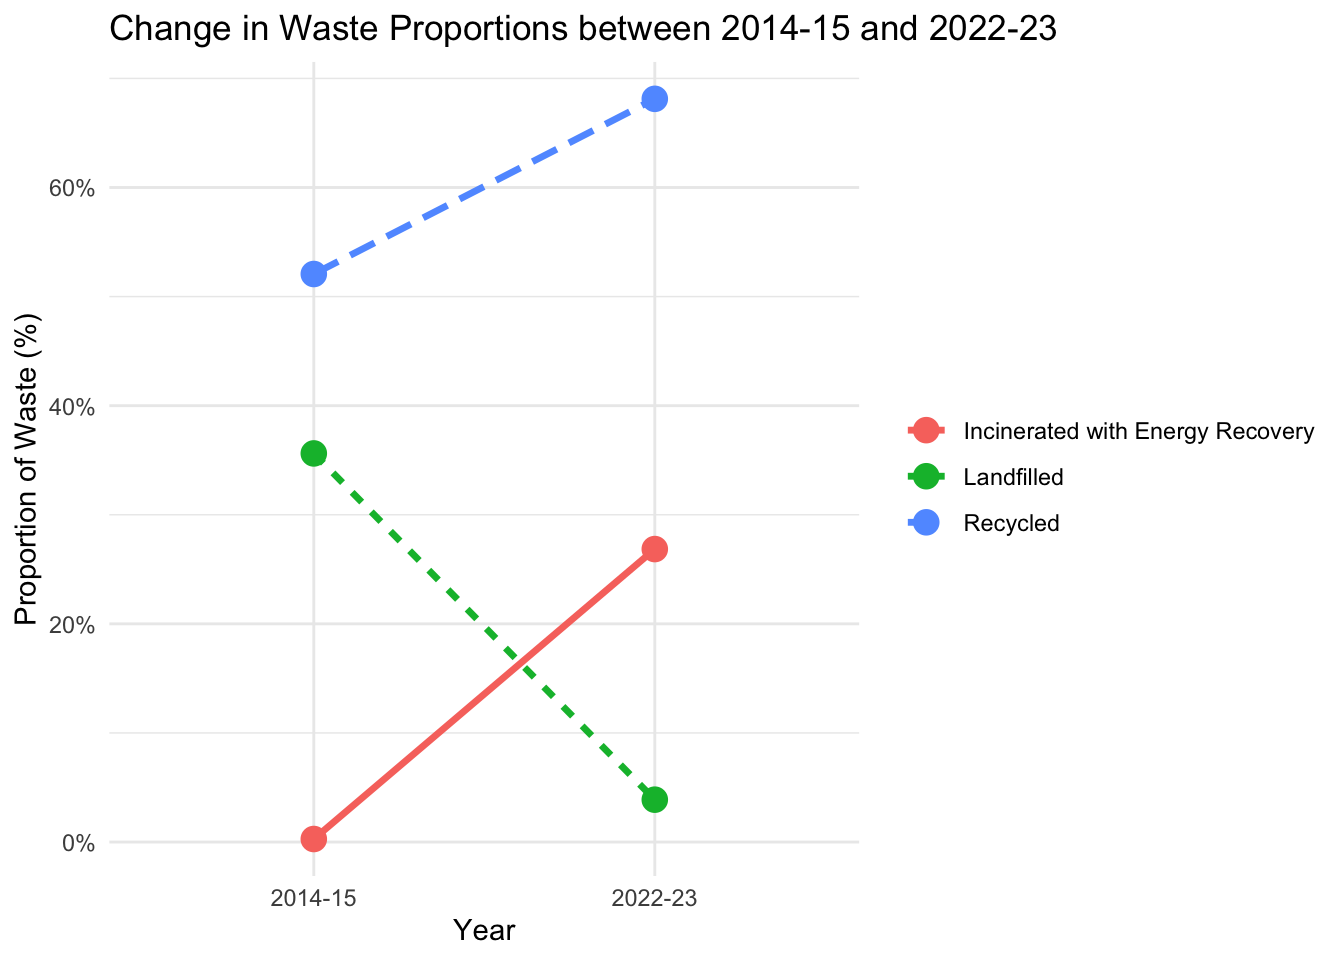 Change in Waste Proportions between 2014-15 and 2022-23
Proportion of Waste (%)
60%
40%
20%
0%
2014-15
2022-23
Year
Incinerated with Energy Recovery
Landfilled
Recycled